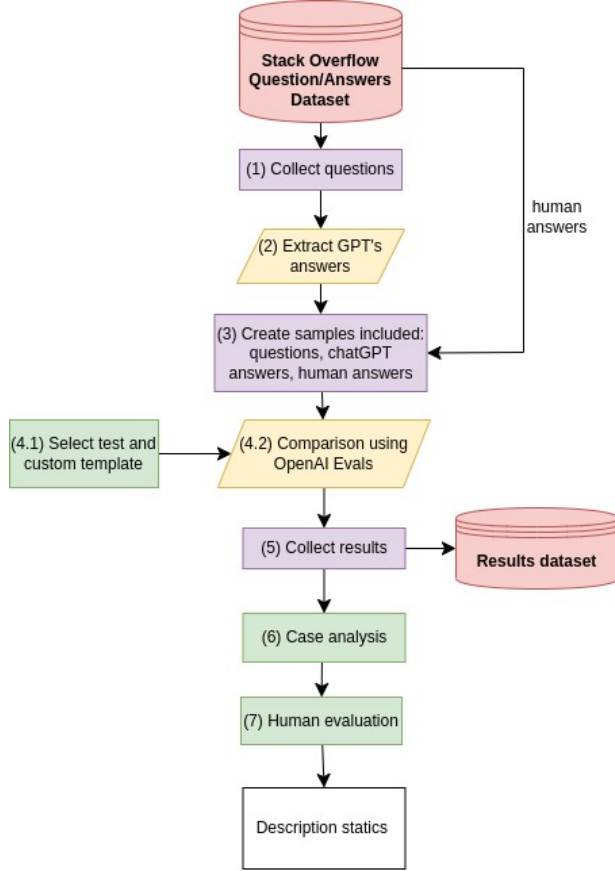 Stack Overflow
Question/Answers
Dataset
(1) Collect questions
human
answers
(2) Extract GPT's
answers
(3) Create samples included:
questions, chatGPT
answers, human answers
(4.1) Select test and
custom template
(4.2) Comparison using
OpenAI Evals
(5) Collect results
Results dataset
(6) Case analysis
(7) Human evaluation
Description statics